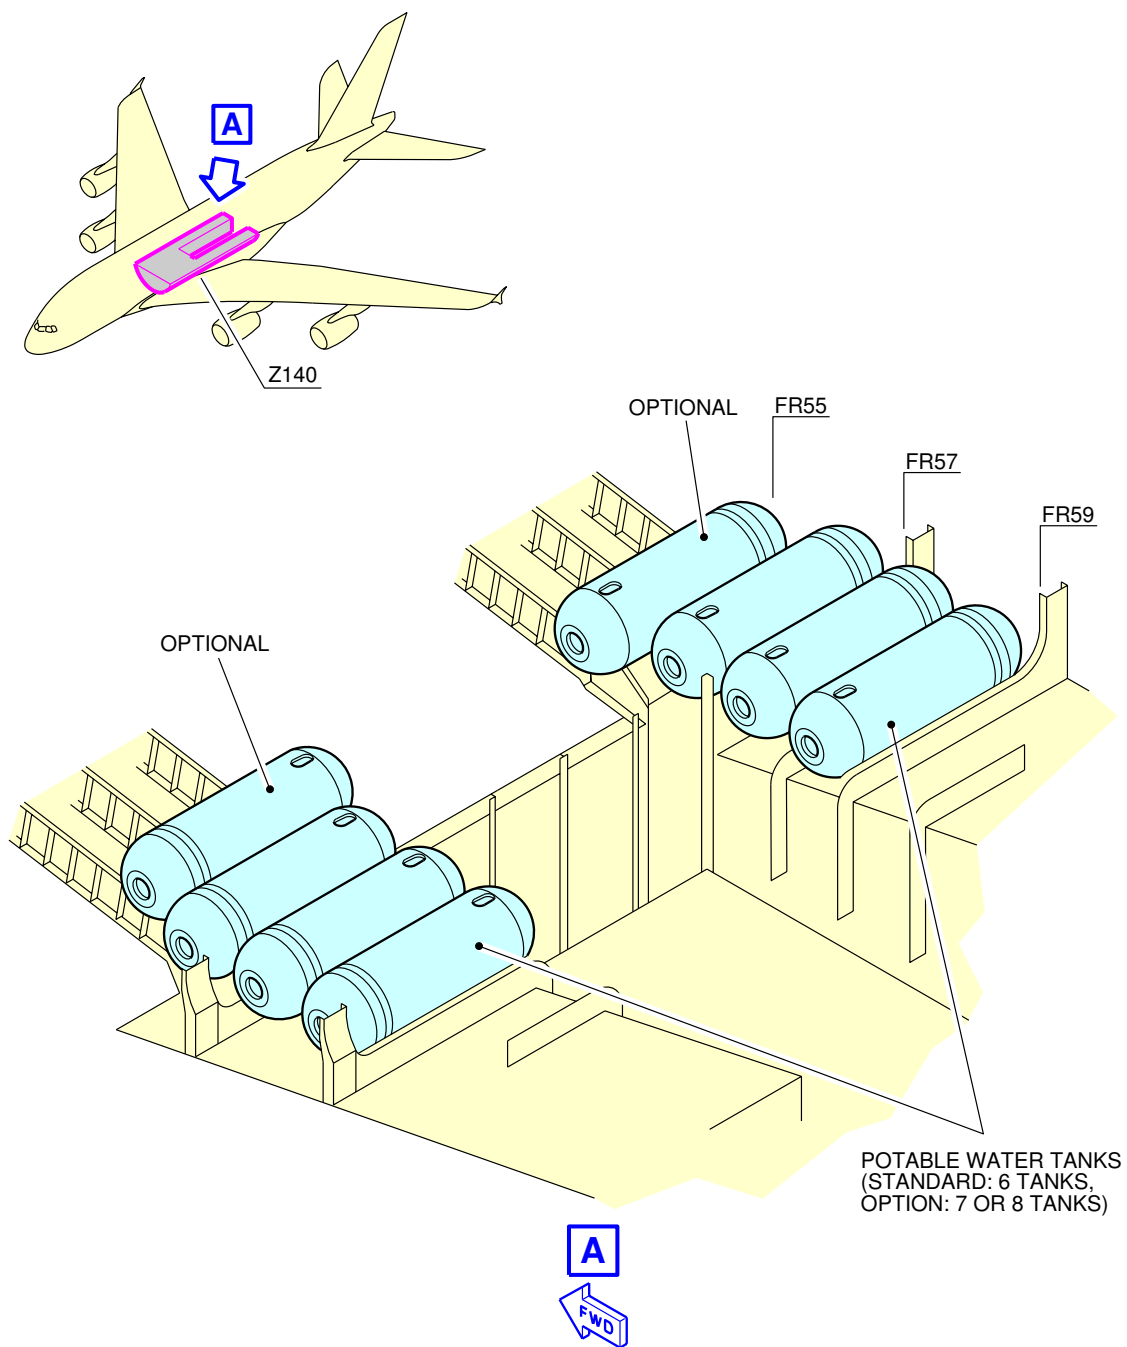 A
Z140
OPTIONAL
FR55
FR57
FR59
OPTIONAL
POTABLE WATER TANKS
(STANDARD: 6 TANKS,
OPTION: 7 OR 8 TANKS)
A
FWD